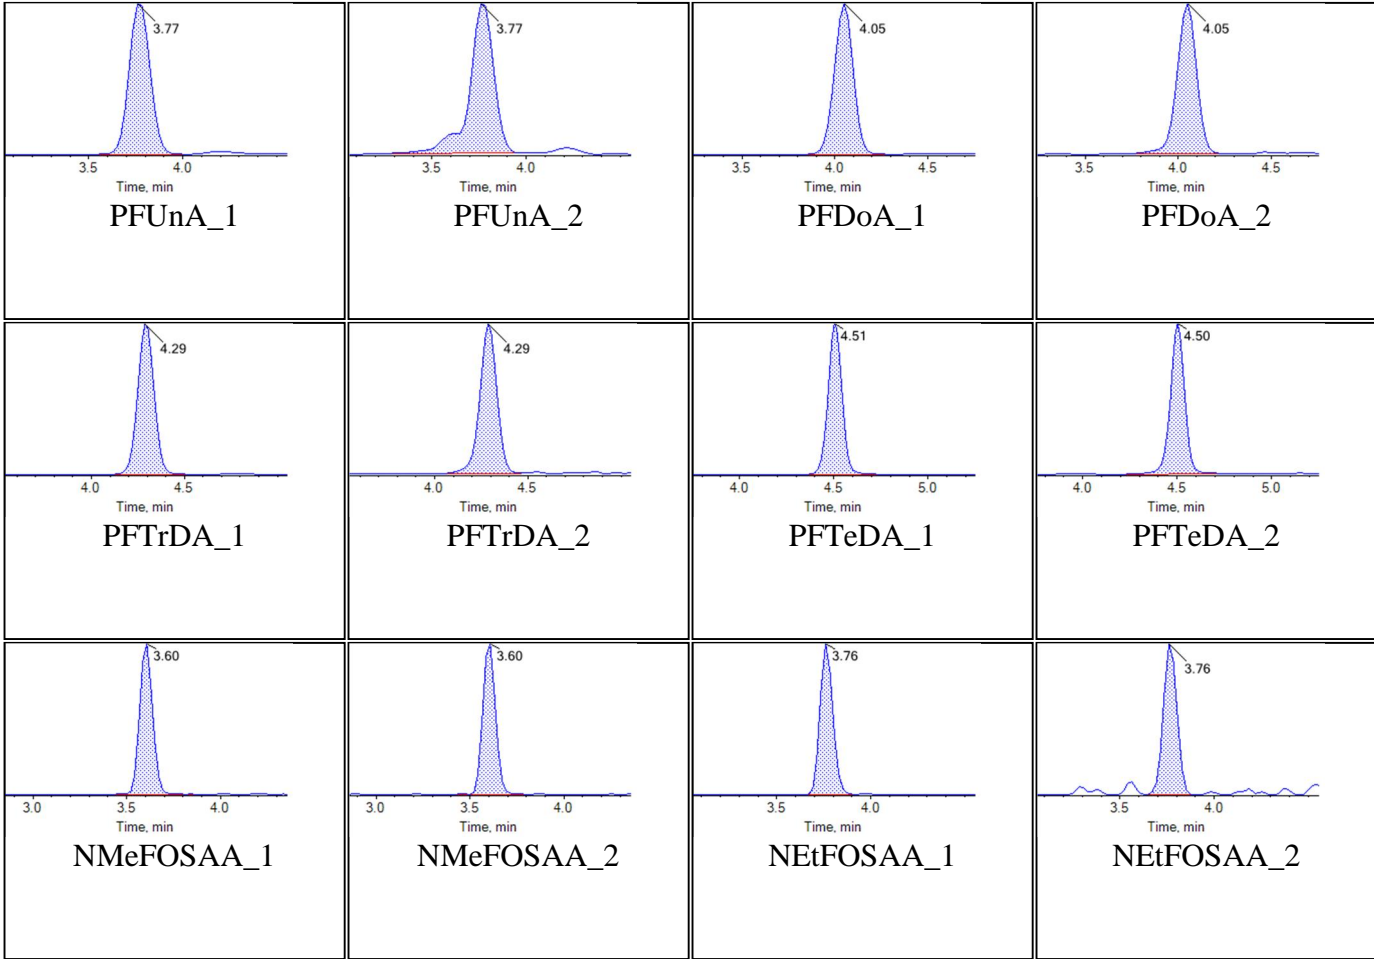 3.77
3.5 4.0
Time, min
PFUnA_1
3.77
3.5 4.0
Time, min
PFUnA_2
4.05
3.5 4.0 4.5
Time, min
PFDoA_1
4.05
3.5 4.0 4.5
Time, min
PFDoA_2
4.29
4.0 4.5
Time, min
PFTrDA_1
4.29
4.0 4.5
Time, min
PFTrDA_2
4.51
4.0 4.5 5.0
Time, min
PFTeDA_1
4.50
4.0 4.5 5.0
Time, min
PFTeDA_2
3.60
3.0 3.5 4.0
Time, min
NMeFOSAA_1
3.60
3.0 3.5 4.0
Time, min
NMeFOSAA_2
3.76
3.5 4.0
Time, min
NEtFOSAA_1
3.76
3.5 4.0
Time, min
NEtFOSAA_2